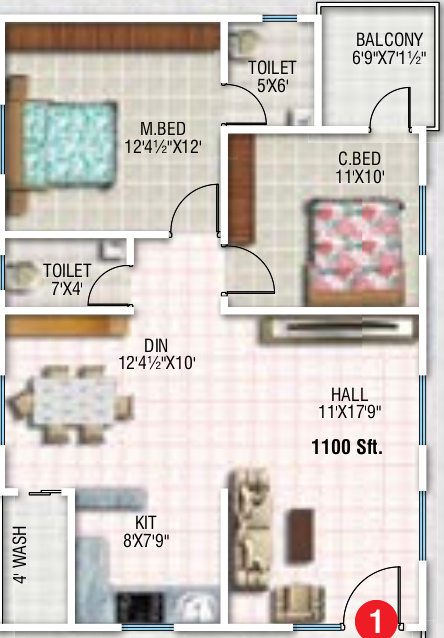 BALCONY
6'9"X7'1½"
TOILET
5'X6'
M.BED
12'4½"X12'
C.BED
11'X10'
TOILET
7'X4'
DIN
12'4½"X10'
HALL
11'X17'9"
1100 Sft.
KIT
8'X7'9"
4' WASH
1